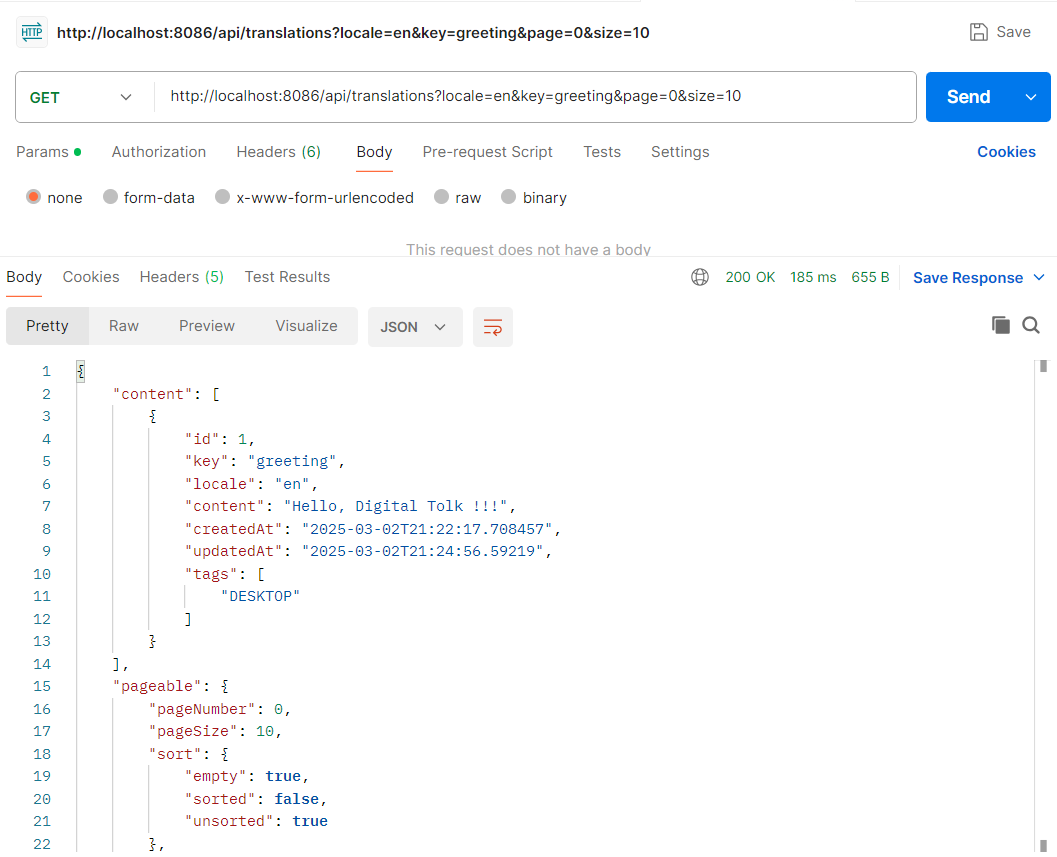 HTTP http://localhost:8086/api/translations?locale=en&key=greeting&page=0&size=10 Save
GET http://localhost:8086/api/translations?locale=en&key=greeting&page=0&size=10 Send
Params Authorization Headers (6) Body Pre-request Script Tests Settings Cookies
none form-data x-www-form-urlencoded raw binary
This request does not have a body
Body Cookies Headers (5) Test Results 200 OK 185 ms 655 B Save Response
Pretty Raw Preview Visualize JSON
1 {
2 "content": [
3 {
4 "id": 1,
5 "key": "greeting",
6 "locale": "en",
7 "content": "Hello, Digital Tolk !!!",
8 "createdAt": "2025-03-02T21:22:17.708457",
9 "updatedAt": "2025-03-02T21:24:56.59219",
10 "tags": [
11 "DESKTOP"
12 ]
13 }
14 ],
15 "pageable": {
16 "pageNumber": 0,
17 "pageSize": 10,
18 "sort": {
19 "empty": true,
20 "sorted": false,
21 "unsorted": true
22 },